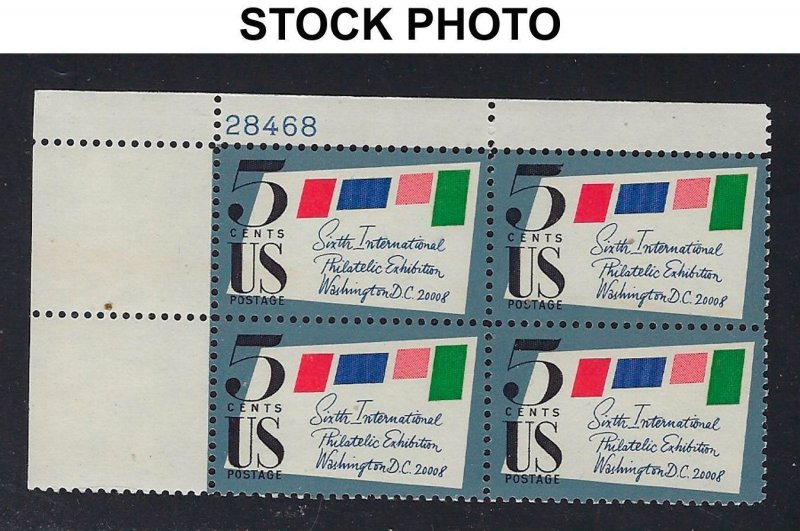 STOCK PHOTO
28468
5
CENTS
US
POSTAGE
Sixth International
Philatelic Exhibition
Washington D.C. 20008
5
CENTS
US
POSTAGE
Sixth International
Philatelic Exhibition
Washington D.C. 20008
5
CENTS
US
POSTAGE
Sixth International
Philatelic Exhibition
Washington D.C. 20008
5
CENTS
US
POSTAGE
Sixth International
Philatelic Exhibition
Washington D.C. 20008